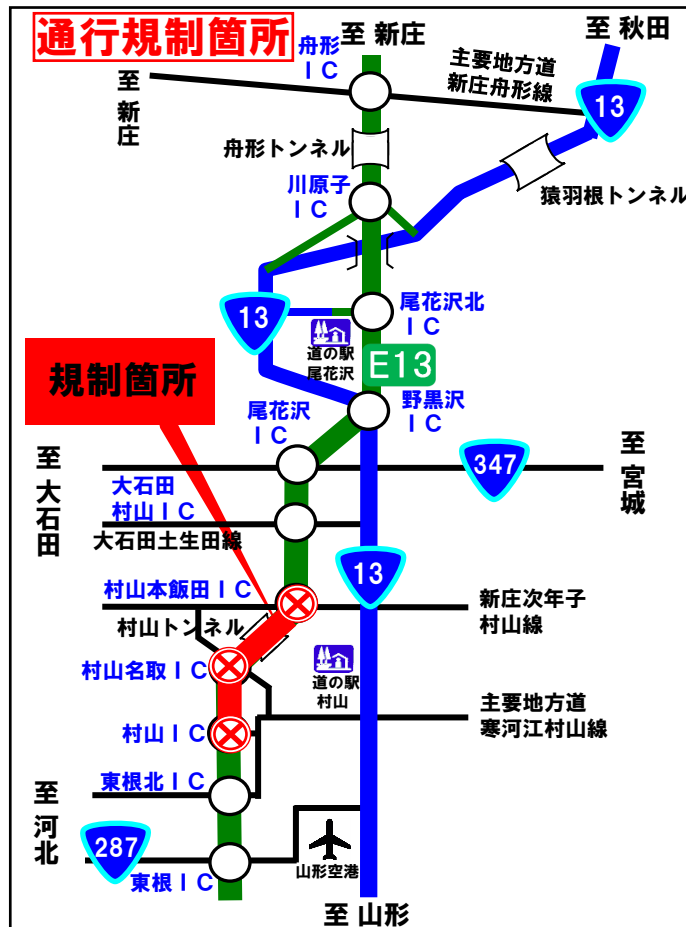 通行規制箇所
至 新庄
至 秋田
舟形
ＩＣ
主要地方道
新庄舟形線
至 新庄
13
舟形トンネル
川原子
ＩＣ
猿羽根トンネル
13
尾花沢北
ＩＣ
道の駅
尾花沢
E13
規制箇所
野黒沢
ＩＣ
尾花沢
ＩＣ
至 大石田
347
至 宮城
大石田
村山ＩＣ
大石田土生田線
13
村山本飯田ＩＣ
新庄次年子
村山線
村山トンネル
村山名取ＩＣ
道の駅
村山
主要地方道
寒河江村山線
村山ＩＣ
東根北ＩＣ
至 河北
287
山形空港
東根ＩＣ
至 山形